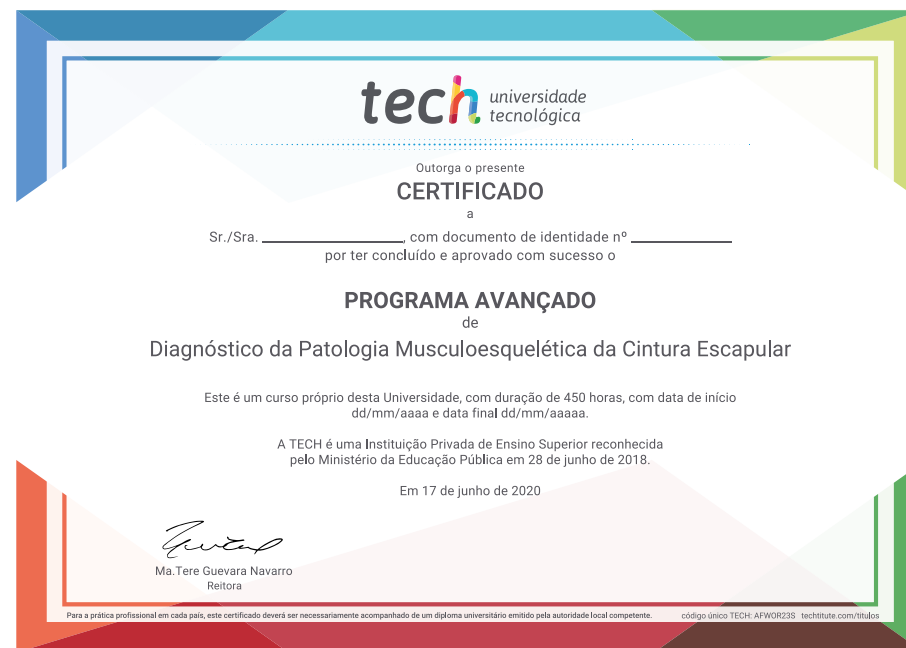 tech universidade
tecnológica
Outorga o presente
CERTIFICADO
a
Sr./Sra. ____________, com documento de identidade nº ____________
por ter concluído e aprovado com sucesso o
PROGRAMA AVANÇADO
de
Diagnóstico da Patologia Musculoesquelética da Cintura Escapular
Este é um curso próprio desta Universidade, com duração de 450 horas, com data de início
dd/mm/aaaa e data final dd/mm/aaaaa.
A TECH é uma Instituição Privada de Ensino Superior reconhecida
pelo Ministério da Educação Pública em 28 de junho de 2018.
Em 17 de junho de 2020
Ma.Tere Guevara Navarro
Reitora
Para a prática profissional em cada país, este certificado deverá ser necessariamente acompanhado de um diploma universitário emitido pela autoridade local competente. código único TECH: AFWOR23S techtitute.com/titulos